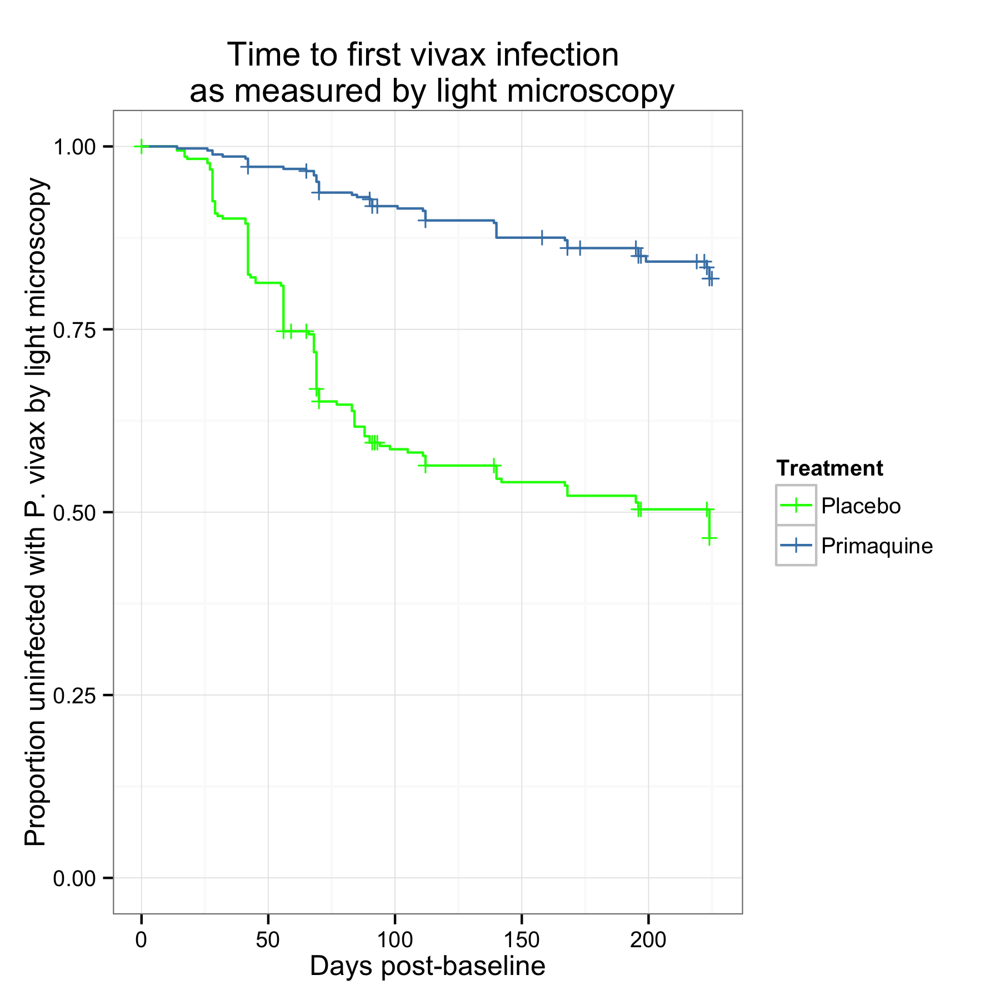 Time to first vivax infection
as measured by light microscopy
Proportion uninfected with P. vivax by light microscopy
1.00
0.75
0.50
0.25
0.00
0
50
100
150
200
Days post-baseline
Treatment
Placebo
Primaquine